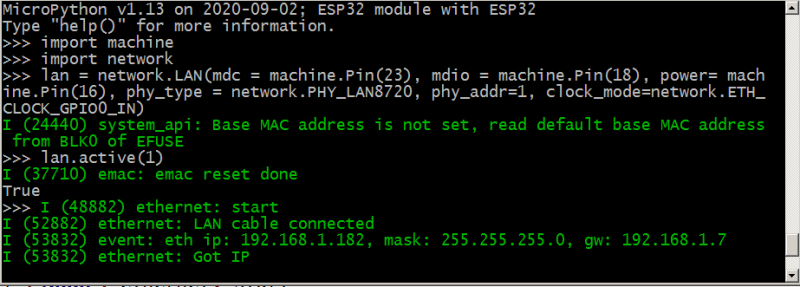 MicroPython v1.13 on 2020-09-02; ESP32 module with ESP32
Type "help()" for more information.
>>> import machine
>>> import network
>>> lan = network.LAN(mdc = machine.Pin(23), mdio = machine.Pin(18), power= mach
ine.Pin(16), phy_type = network.PHY_LAN8720, phy_addr=1, clock_mode=network.ETH_
CLOCK_GPIO0_IN)
I (24440) system_api: Base MAC address is not set, read default base MAC address
 from BLK0 of EFUSE
>>> lan.active(1)
I (37710) emac: emac reset done
True
>>> I (48882) ethernet: start
I (52882) ethernet: LAN cable connected
I (53832) event: eth ip: 192.168.1.182, mask: 255.255.255.0, gw: 192.168.1.7
I (53832) ethernet: Got IP